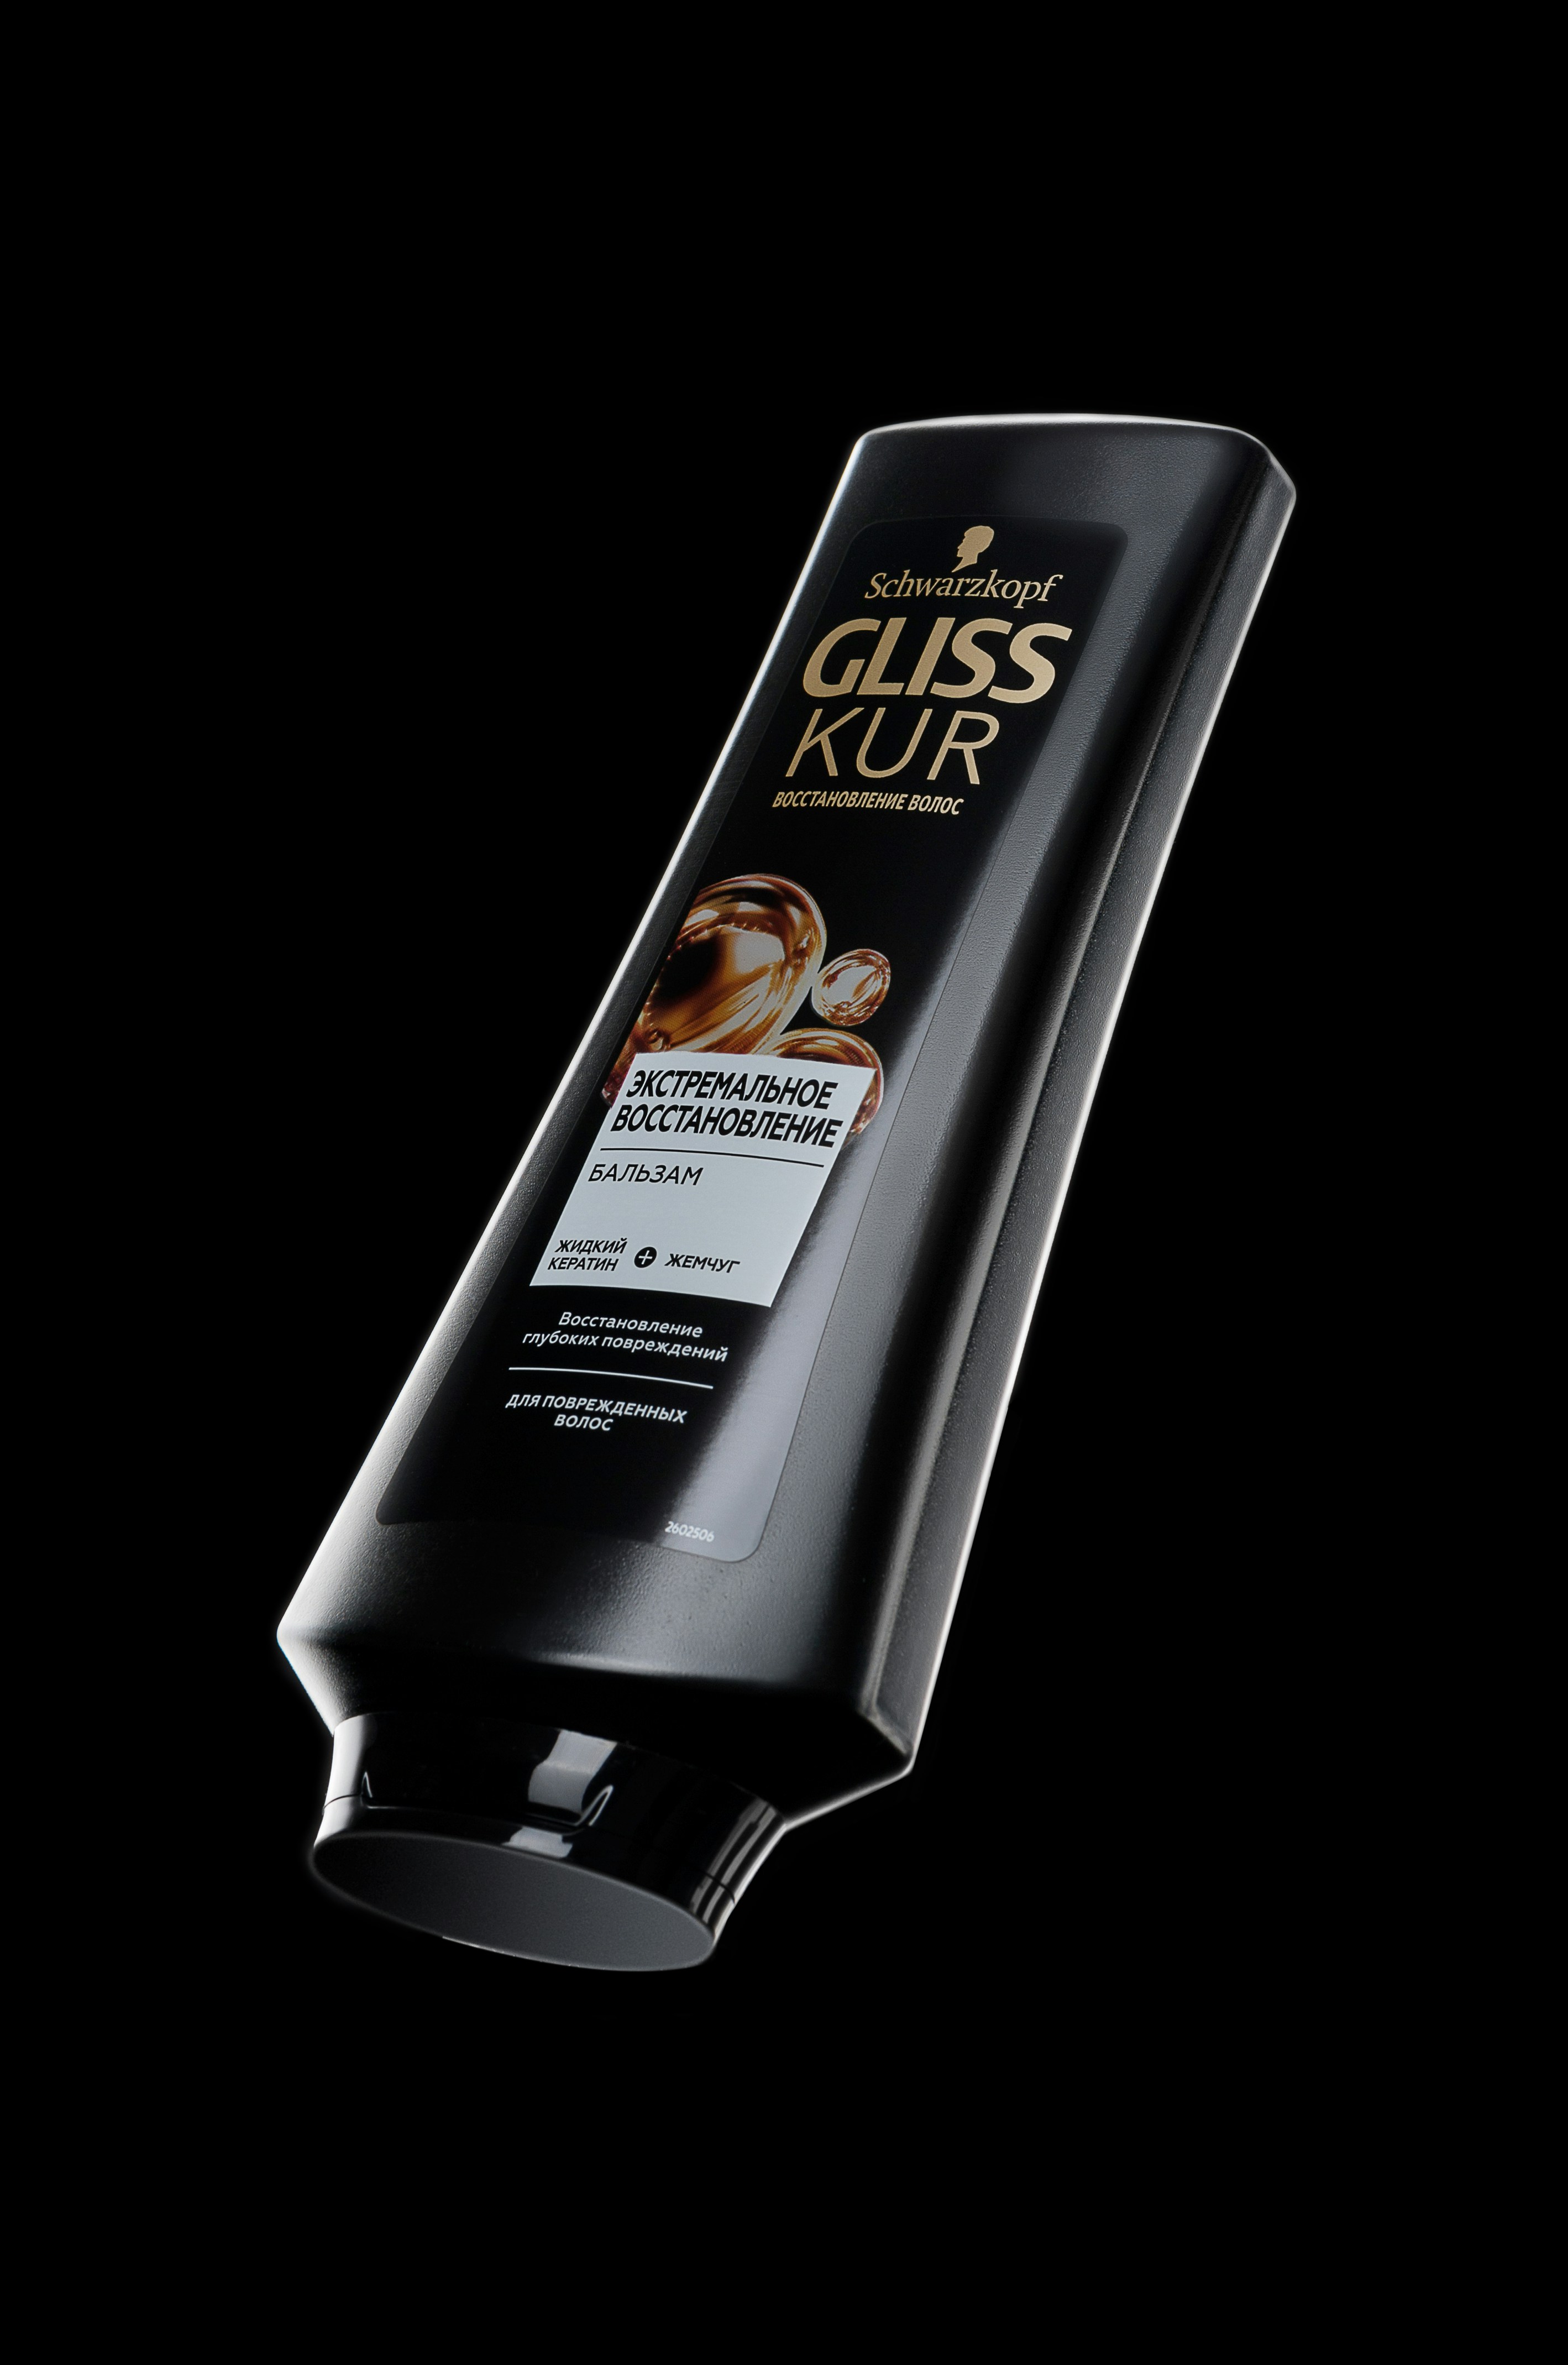 Schwarzkopf
GLISS
KUR
ВОССТАНОВЛЕНИЕ ВОЛОС
ЭКСТРЕМАЛЬНОЕ
ВОССТАНОВЛЕНИЕ
БАЛЬЗАМ
ЖИДКИЙ
КЕРАТИН + ЖЕМЧУГ
Восстановление
глубоких повреждений
ДЛЯ ПОВРЕЖДЕННЫХ
ВОЛОС
2602506